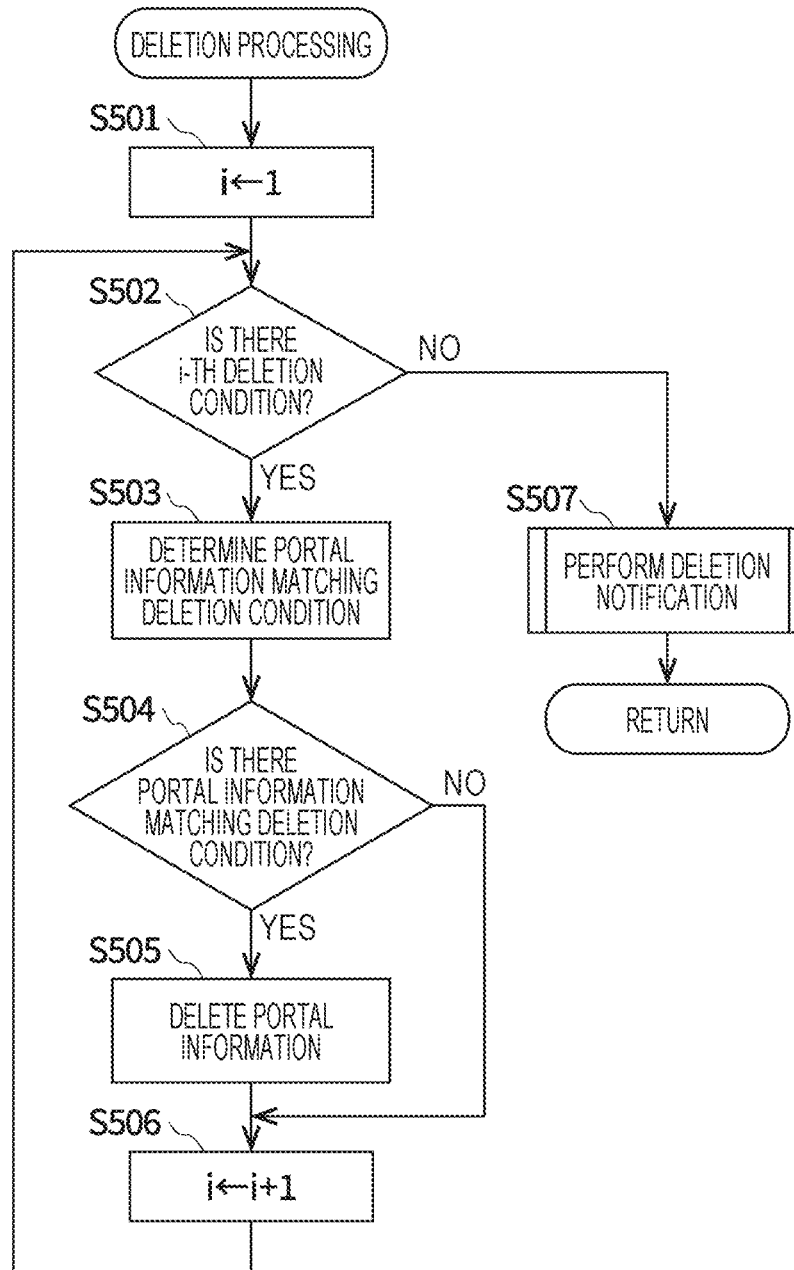 DELETION PROCESSING
S501
i←1
S502
IS THERE
i-TH DELETION
CONDITION?
NO
YES
S503
DETERMINE PORTAL
INFORMATION MATCHING
DELETION CONDITION
S507
PERFORM DELETION
NOTIFICATION
RETURN
S504
IS THERE
PORTAL INFORMATION
MATCHING DELETION
CONDITION?
NO
YES
S505
DELETE PORTAL
INFORMATION
S506
i←i+1